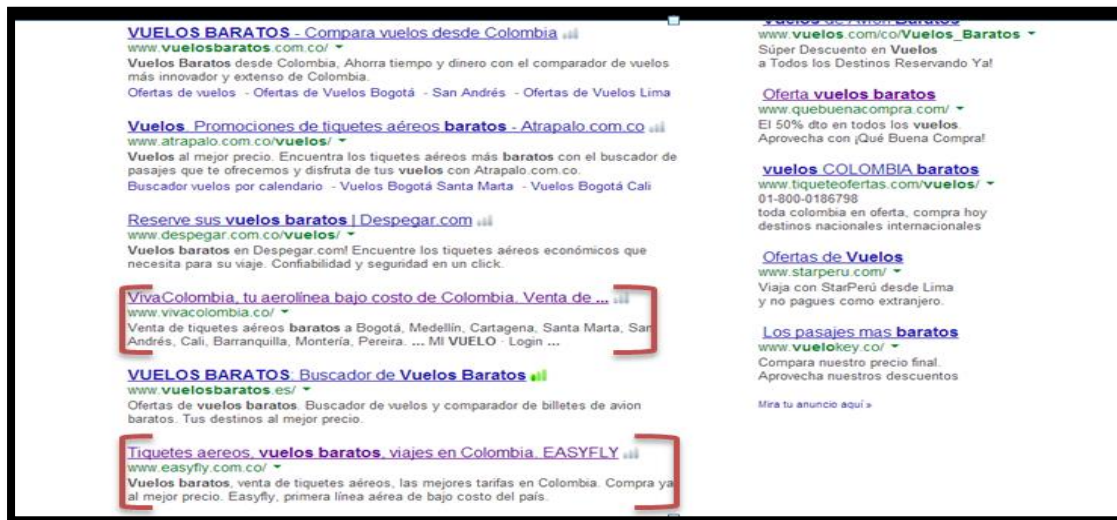 VUELOS BARATOS - Compara vuelos desde Colombia
www.vuelosbaratos.com.co/
Vuelos Baratos desde Colombia, Ahorra tiempo y dinero con el comparador de vuelos
más innovador y extenso de Colombia.
Ofertas de vuelos - Ofertas de Vuelos Bogotá - San Andrés - Ofertas de Vuelos Lima
Vuelos. Promociones de tiquetes aéreos baratos - Atrapalo.com.co
www.atrapalo.com.co/vuelos/
Vuelos al mejor precio. Encuentra los tiquetes aéreos más baratos con el buscador de
pasajes que te ofrecemos y disfruta de tus vuelos con Atrapalo.com.co.
Buscador vuelos por calendario - Vuelos Bogotá Santa Marta - Vuelos Bogotá Cali
Reserve sus vuelos baratos | Despegar.com
www.despegar.com.co/vuelos/
Vuelos baratos en Despegar.com! Encuentre los tiquetes aéreos económicos que
necesita para su viaje. Confiabilidad y seguridad en un click.
VivaColombia, tu aerolínea bajo costo de Colombia. Venta de ...
www.vivacolombia.co/
Venta de tiquetes aéreos baratos a Bogotá, Medellín, Cartagena, Santa Marta, San
Andrés, Cali, Barranquilla, Montería, Pereira. ... MI VUELO · Login ...
VUELOS BARATOS: Buscador de Vuelos Baratos
www.vuelosbaratos.es/
Ofertas de vuelos baratos. Buscador de vuelos y comparador de billetes de avion
baratos. Tus destinos al mejor precio.
Tiquetes aereos, vuelos baratos, viajes en Colombia. EASYFLY
www.easyfly.com.co/
Vuelos baratos, venta de tiquetes aéreos, las mejores tarifas en Colombia. Compra ya
al mejor precio. Easyfly, primera línea aérea de bajo costo del país.
Vuelos de Avion Baratos
www.vuelos.com/co/Vuelos_Baratos
Súper Descuento en Vuelos
a Todos los Destinos Reservando Ya!
Oferta vuelos baratos
www.quebuenacompra.com/
El 50% dto en todos los vuelos.
Aprovecha con ¡Qué Buena Compra!
vuelos COLOMBIA baratos
www.tiqueteofertas.com/vuelos/
01-800-0186798
toda colombia en oferta, compra hoy
destinos nacionales internacionales
Ofertas de Vuelos
www.starperu.com/
Viaja con StarPerú desde Lima
y no pagues como extranjero.
Los pasajes mas baratos
www.vuelokey.co/
Compara nuestro precio final.
Aprovecha nuestros descuentos
Mira tu anuncio aquí »